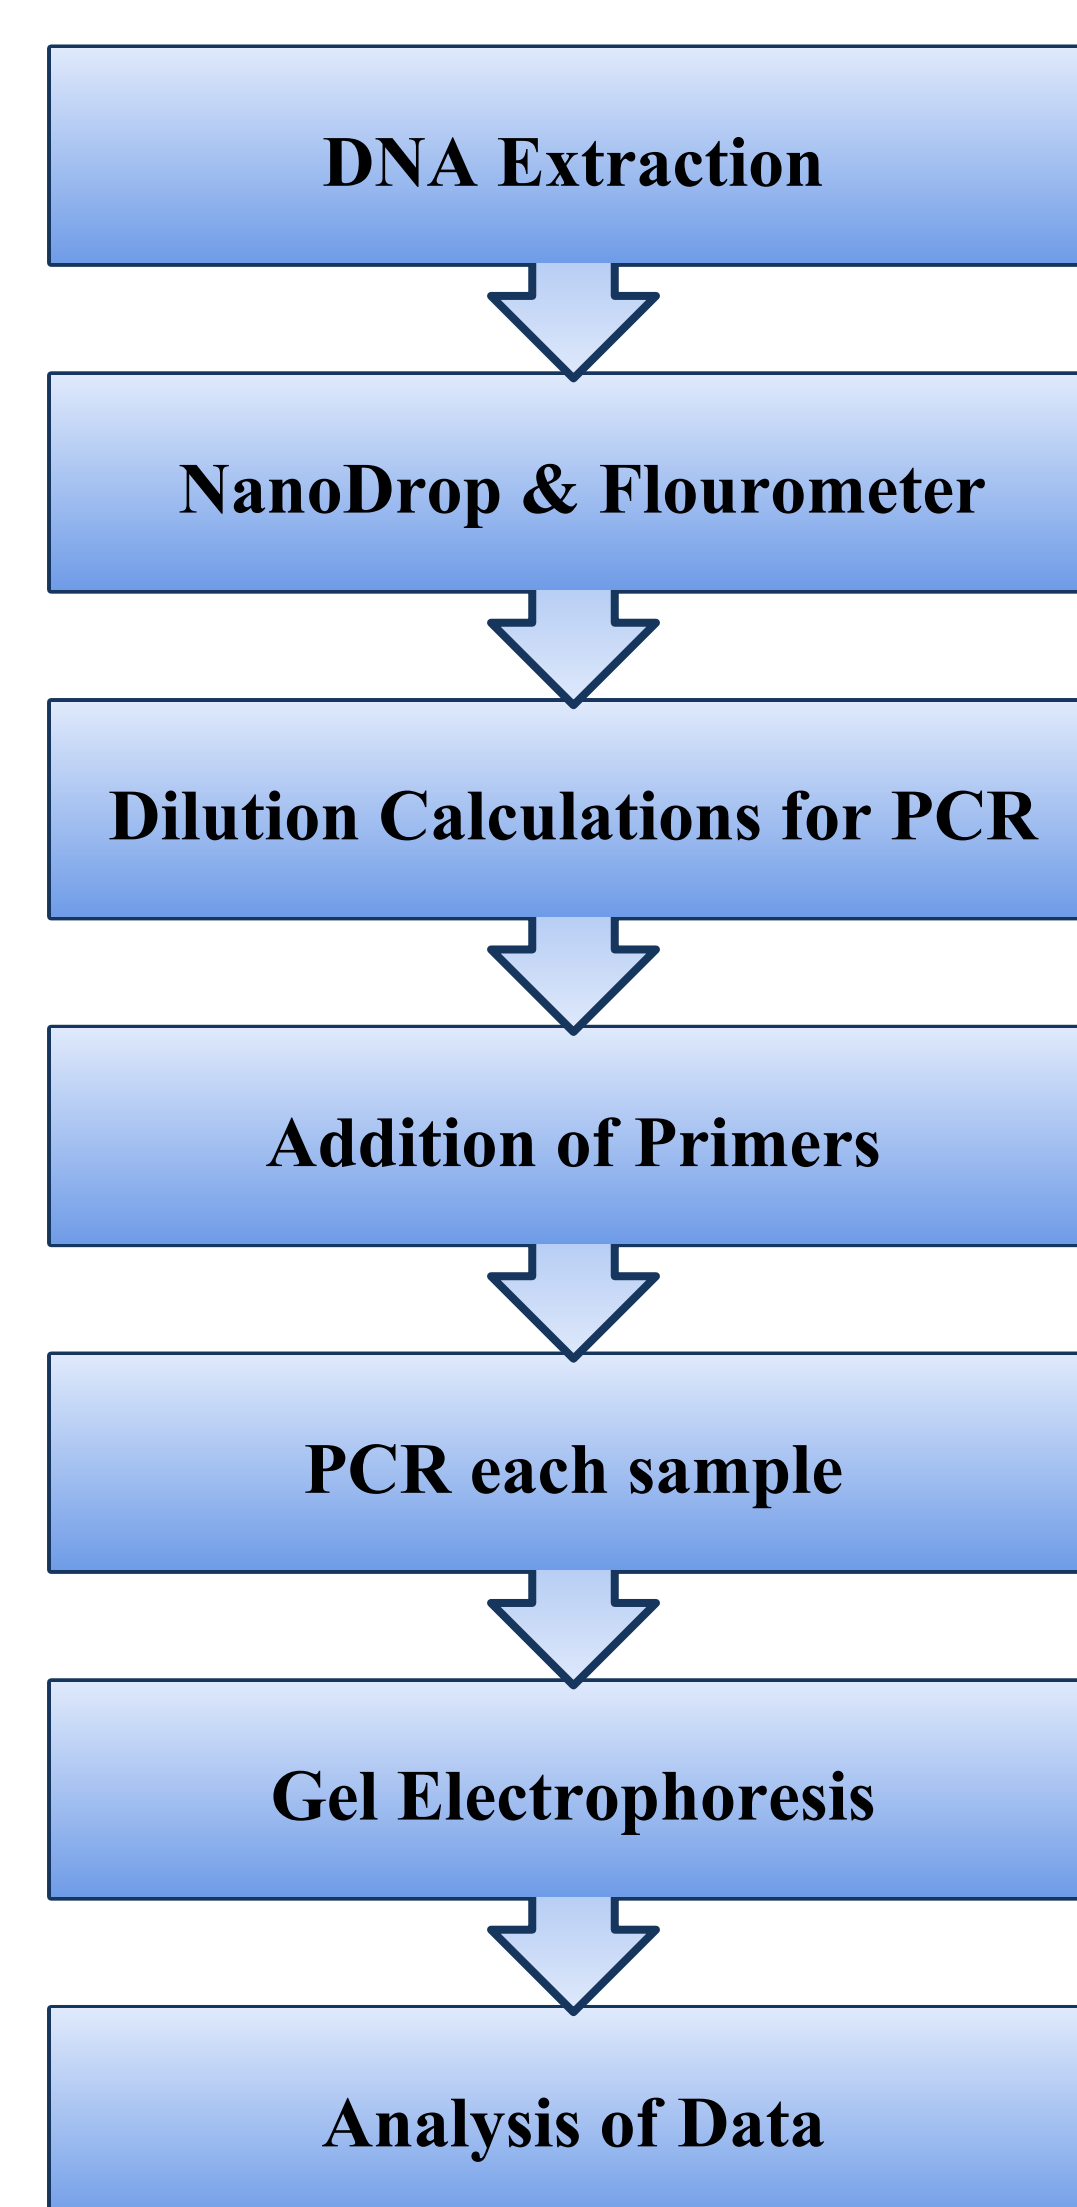 DNA Extraction
NanoDrop & Flourometer
Dilution Calculations for PCR
Addition of Primers
PCR each sample
Gel Electrophoresis
Analysis of Data